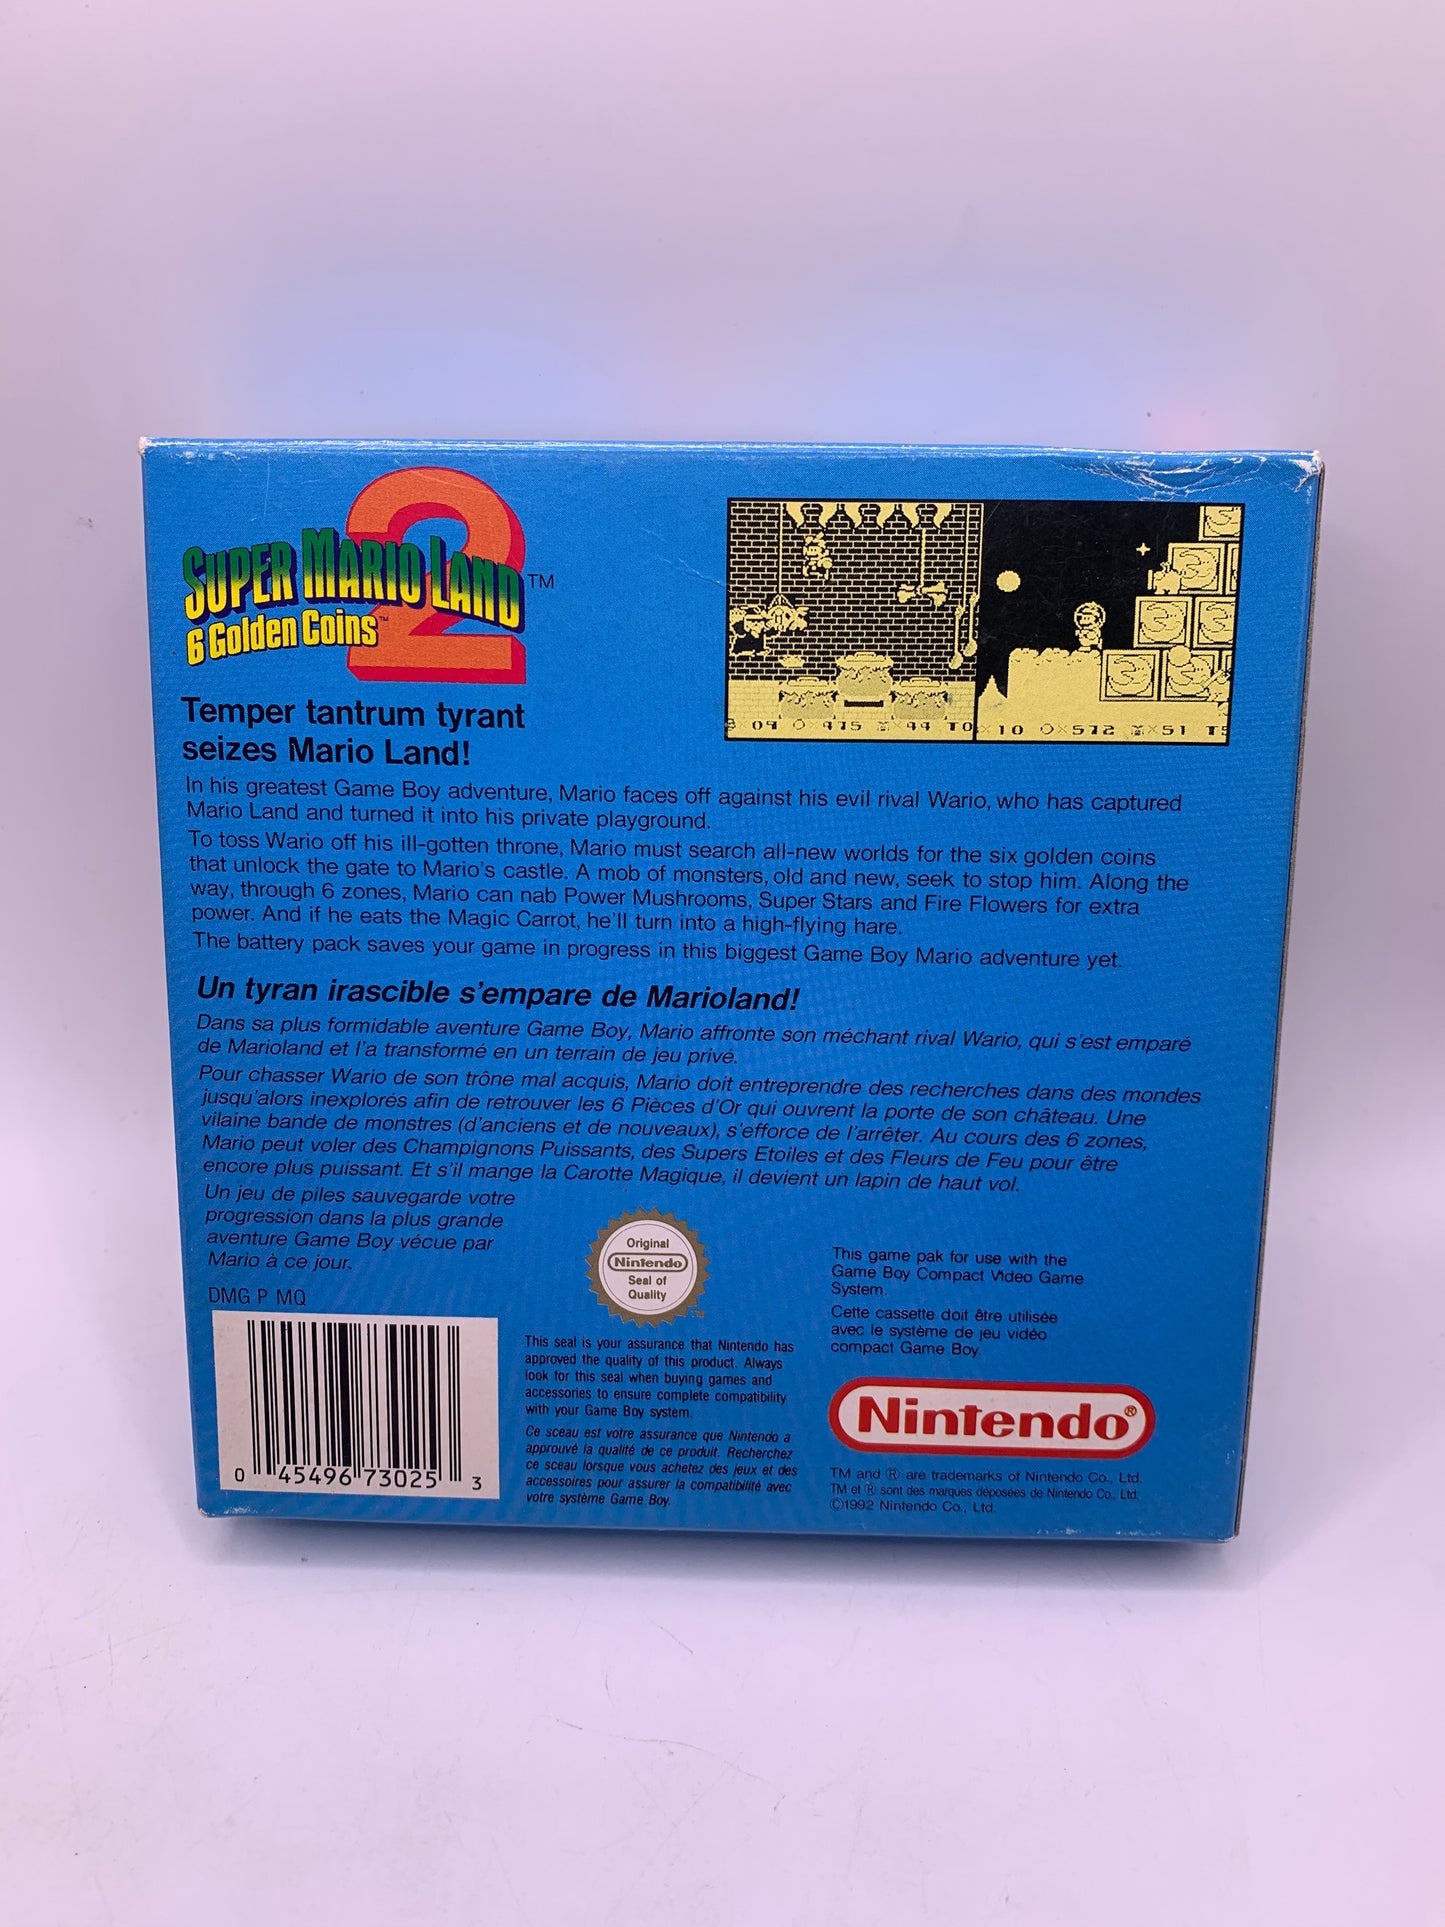 2
SUPER MARIO LAND™
6 Golden Coins™
Temper tantrum tyrant
seizes Mario Land!
In his greatest Game Boy adventure, Mario faces off against his evil rival Wario, who has captured
Mario Land and turned it into his private playground.
To toss Wario off his ill-gotten throne, Mario must search all-new worlds for the six golden coins
that unlock the gate to Mario's castle. A mob of monsters, old and new, seek to stop him. Along the
way, through 6 zones, Mario can nab Power Mushrooms, Super Stars and Fire Flowers for extra
power. And if he eats the Magic Carrot, he'll turn into a high-flying hare.
The battery pack saves your game in progress in this biggest Game Boy Mario adventure yet.
Un tyran irascible s'empare de Marioland!
Dans sa plus formidable aventure Game Boy, Mario affronte son méchant rival Wario, qui s'est emparé
de Marioland et l'a transformé en un terrain de jeu privé.
Pour chasser Wario de son trône mal acquis, Mario doit entreprendre des recherches dans des mondes
jusqu'alors inexplorés afin de retrouver les 6 Pièces d'Or qui ouvrent la porte de son château. Une
vilaine bande de monstres (d'anciens et de nouveaux), s'efforce de l'arrêter. Au cours des 6 zones,
Mario peut voler des Champignons Puissants, des Supers Etoiles et des Fleurs de Feu pour être
encore plus puissant. Et s'il mange la Carotte Magique, il devient un lapin de haut vol.
Un jeu de piles sauvegarde votre
progression dans la plus grande
aventure Game Boy vécue par
Mario à ce jour.
DMG P MQ
0 45496 73025 3
Original
Nintendo
Seal of
Quality
™
This seal is your assurance that Nintendo has
approved the quality of this product. Always
look for this seal when buying games and
accessories to ensure complete compatibility
with your Game Boy system.
Ce sceau est votre assurance que Nintendo a
approuvé la qualité de ce produit. Recherchez
ce sceau lorsque vous achetez des jeux et des
accessoires pour assurer la compatibilité avec
votre système Game Boy.
This game pak for use with the
Game Boy Compact Video Game
System.
Cette cassette doit être utilisée
avec le système de jeu vidéo
compact Game Boy.
Nintendo®
TM and ® are trademarks of Nintendo Co., Ltd.
TM et ® sont des marques déposées de Nintendo Co., Ltd.
©1992 Nintendo Co., Ltd.
09 475 ×44 T0
×10 ×572 ×51 T